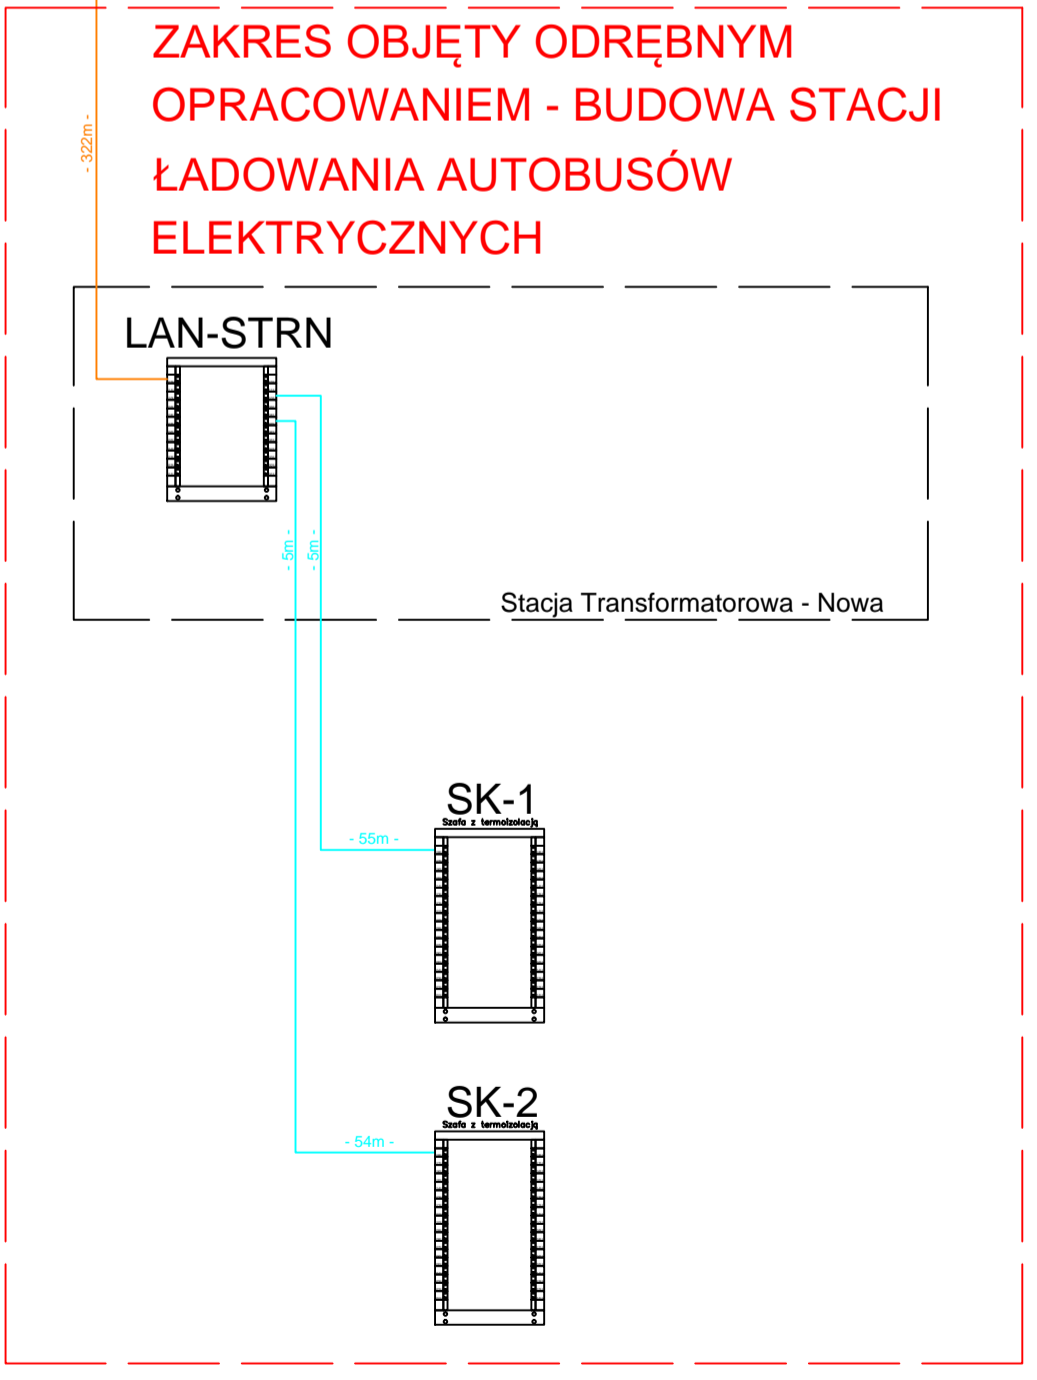 ZAKRES OBJĘTY ODRĘBNYM
OPRACOWANIEM - BUDOWA STACJI
ŁADOWANIA AUTOBUSÓW
ELEKTRYCZNYCH
- 322m -
LAN-STRN
- 5m -
- 5m -
Stacja Transformatorowa - Nowa
SK-1
Szafa z termoizolacją
- 55m -
SK-2
Szafa z termoizolacją
- 54m -